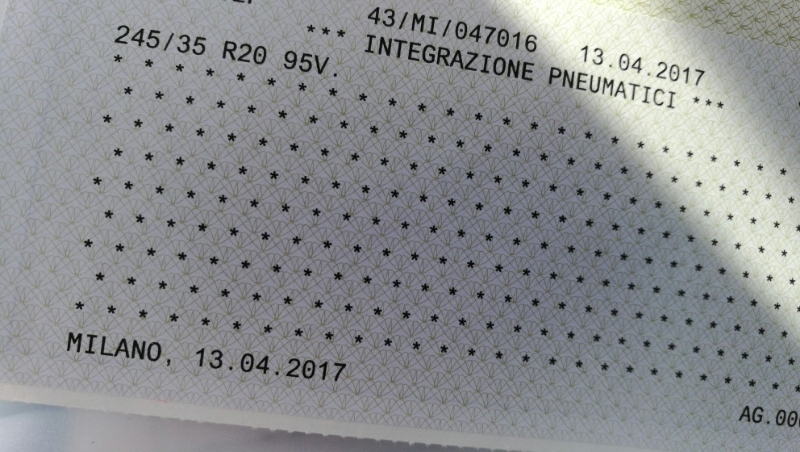 43/MI/047016 13.04.2017
*** INTEGRAZIONE PNEUMATICI ***
245/35 R20 95V.
MILANO, 13.04.2017